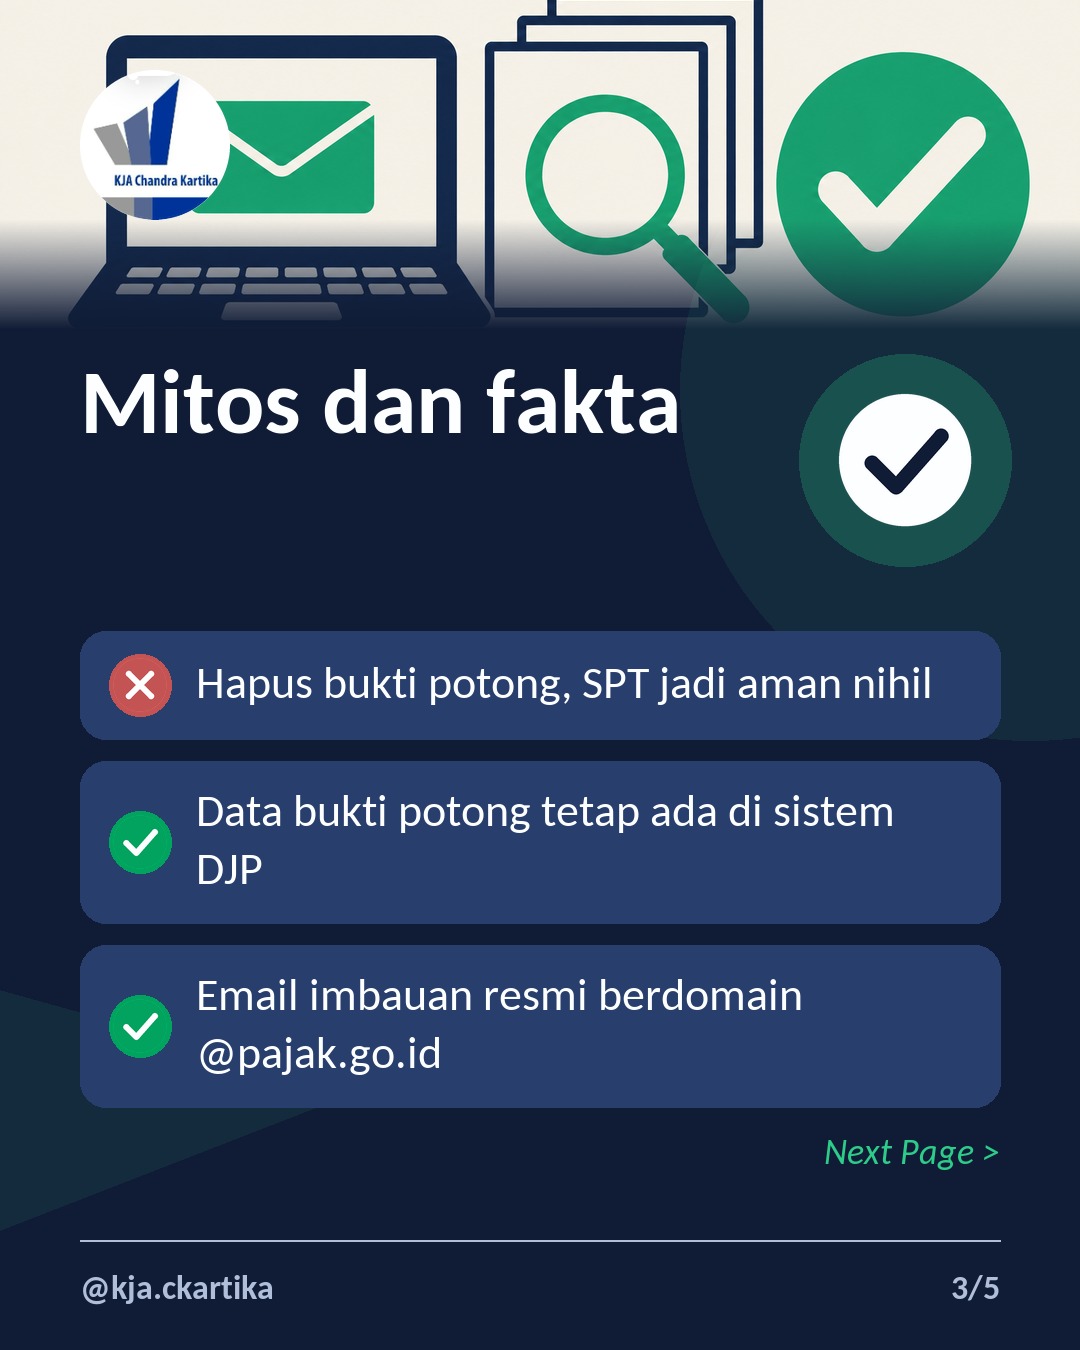 KJA Chandra Kartika
Mitos dan fakta
Hapus bukti potong, SPT jadi aman nihil
Data bukti potong tetap ada di sistem
DJP
Email imbauan resmi berdomain
@pajak.go.id
Next Page >
@kja.ckartika
3/5